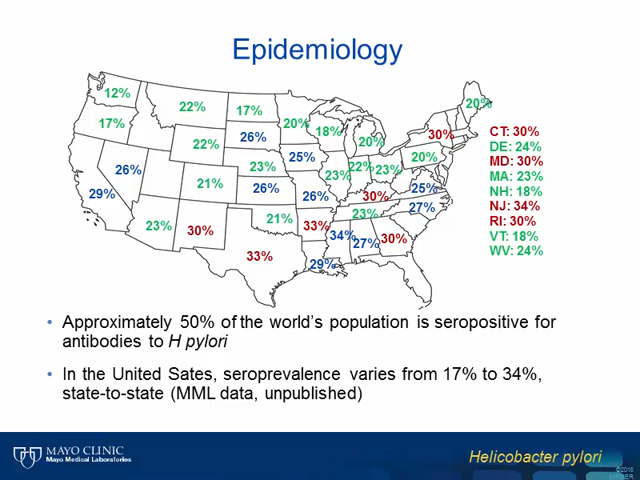 Epidemiology
12%
22%
17%
20%
18%
20%
20%
17%
22%
26%
25%
30%
20%
CT: 30%
DE: 24%
MD: 30%
MA: 23%
NH: 18%
NJ: 34%
RI: 30%
VT: 18%
WV: 24%
29%
26%
21%
23%
26%
26%
23%
22%
23%
30%
25%
27%
23%
30%
33%
21%
33%
23%
34%
27%
30%
29%
• Approximately 50% of the world's population is seropositive for
antibodies to H pylori
• In the United Sates, seroprevalence varies from 17% to 34%,
state-to-state (MML data, unpublished)
MAYO CLINIC
Mayo Medical Laboratories
Helicobacter pylori
©2016